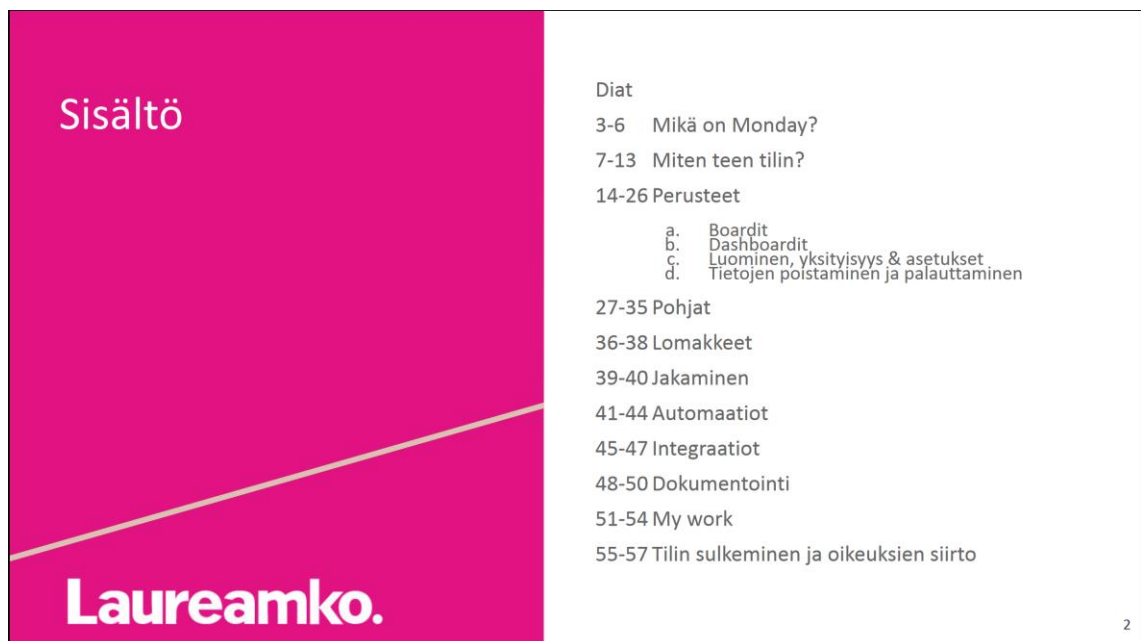 Sisältö
Diat
3-6 Mikä on Monday?
7-13 Miten teen tilin?
14-26 Perusteet
a. Boardit
b. Dashboardit
c. Luominen, yksityisyys & asetukset
d. Tietojen poistaminen ja palauttaminen
27-35 Pohjat
36-38 Lomakkeet
39-40 Jakaminen
41-44 Automaatiot
45-47 Integraatiot
48-50 Dokumentointi
51-54 My work
55-57 Tilin sulkeminen ja oikeuksien siirto
Laureamko.
2